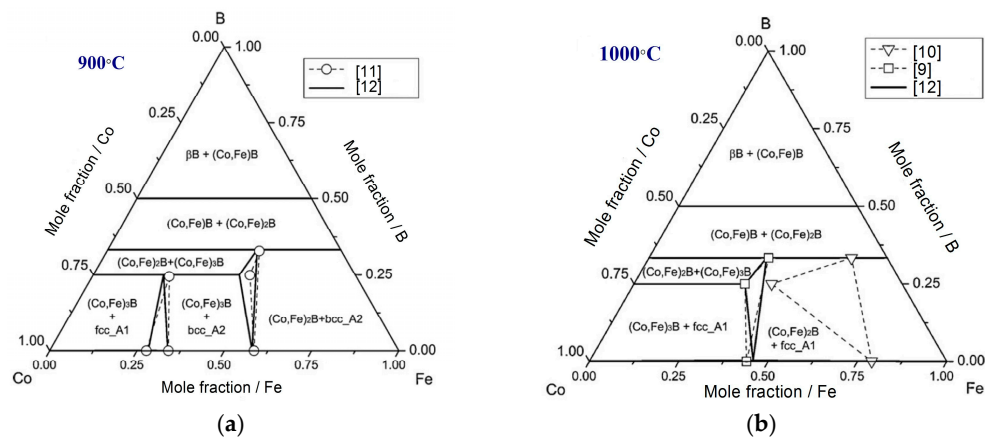 B
0.00
1.00
900°C
[11]
[12]
0.25
0.75
Mole fraction / Co
Mole fraction / B
βB + (Co,Fe)B
0.50
0.50
(Co,Fe)B + (Co,Fe)₂B
(Co,Fe)₂B+(Co,Fe)₃B
0.75
0.25
(Co,Fe)₃B
+
fcc_A1
(Co,Fe)₃B
+
bcc_A2
(Co,Fe)₂B+bcc_A2
1.00
0.00
0.00
0.25
0.50
0.75
1.00
Co
Mole fraction / Fe
Fe
(a)
B
0.00
1.00
1000°C
[10]
[9]
[12]
0.25
0.75
Mole fraction / Co
Mole fraction / B
βB + (Co,Fe)B
0.50
0.50
(Co,Fe)B + (Co,Fe)₂B
(Co,Fe)₂B+(Co,Fe)₃B
0.75
0.25
(Co,Fe)₃B + fcc_A1
(Co,Fe)₂B
+ fcc_A1
1.00
0.00
0.00
0.25
0.50
0.75
1.00
Co
Mole fraction / Fe
Fe
(b)